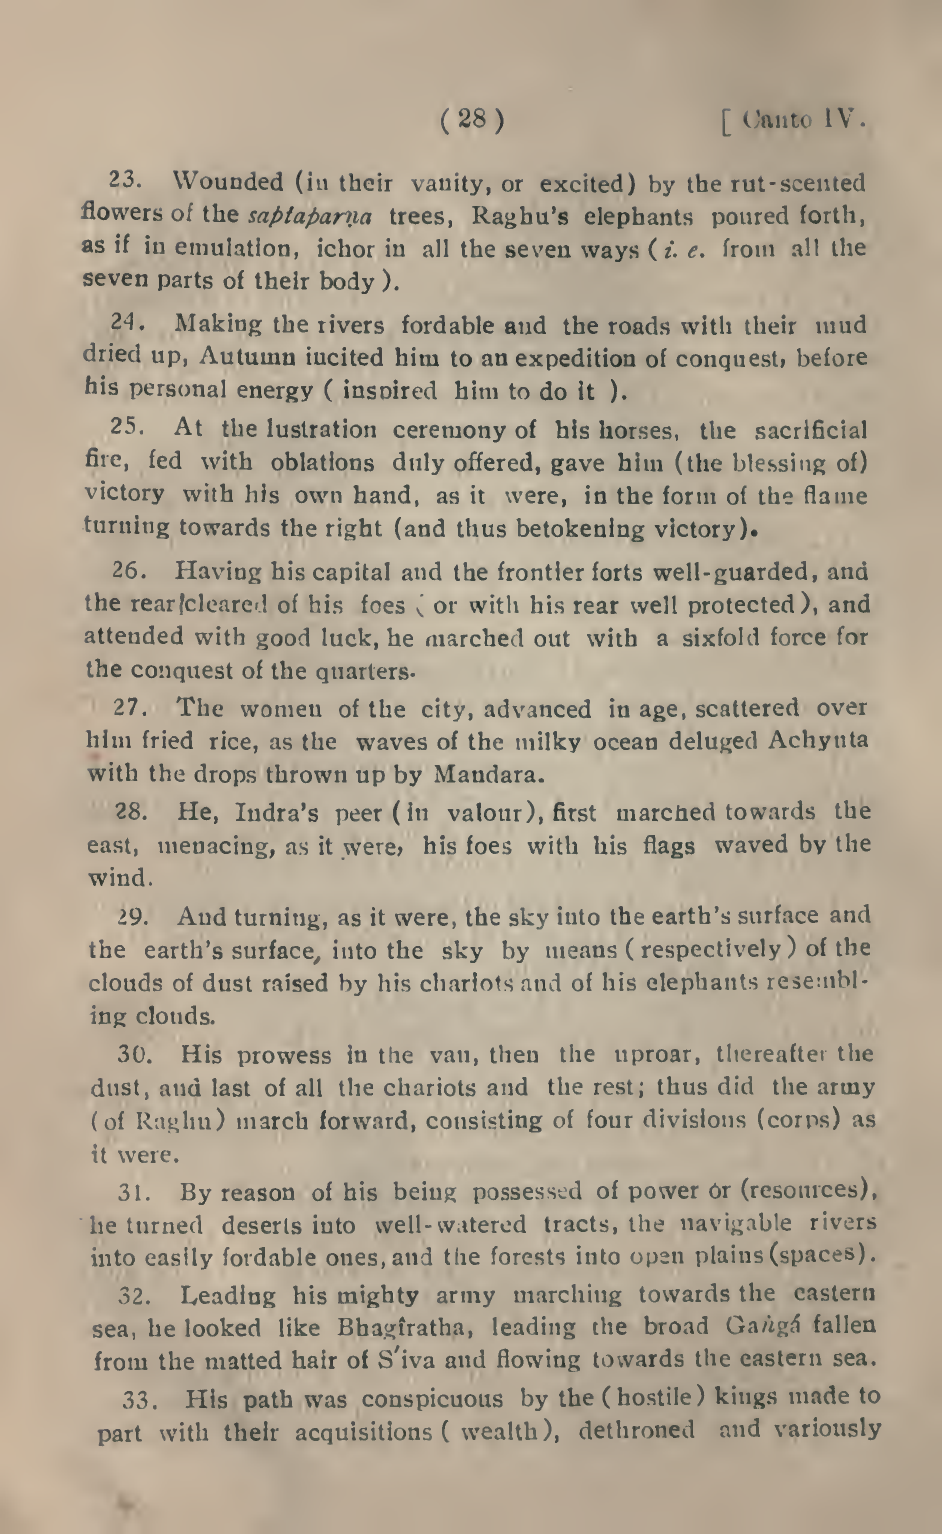 ( 28 ) [ Canto IV.
23. Wounded (in their vanity, or excited) by the rut-scented
flowers of the saptaparṇa trees, Raghu's elephants poured forth,
as if in emulation, ichor in all the seven ways ( i. e. from all the
seven parts of their body ).
24. Making the rivers fordable and the roads with their mud
dried up, Autumn incited him to an expedition of conquest, before
his personal energy ( inspired him to do it ).
25. At the lustration ceremony of his horses, the sacrificial
fire, fed with oblations duly offered, gave him (the blessing of)
victory with his own hand, as it were, in the form of the flame
turning towards the right (and thus betokening victory).
26. Having his capital and the frontier forts well-guarded, and
the rear cleared of his foes ( or with his rear well protected ), and
attended with good luck, he marched out with a sixfold force for
the conquest of the quarters.
27. The women of the city, advanced in age, scattered over
him fried rice, as the waves of the milky ocean deluged Achyuta
with the drops thrown up by Mandara.
28. He, Indra's peer ( in valour ), first marched towards the
east, menacing, as it were, his foes with his flags waved by the
wind.
29. And turning, as it were, the sky into the earth's surface and
the earth's surface, into the sky by means ( respectively ) of the
clouds of dust raised by his chariots and of his elephants resembl-
ing clouds.
30. His prowess in the van, then the uproar, thereafter the
dust, and last of all the chariots and the rest; thus did the army
( of Raghu ) march forward, consisting of four divisions (corps) as
it were.
31. By reason of his being possessed of power or (resources),
he turned deserts into well-watered tracts, the navigable rivers
into easily fordable ones, and the forests into open plains (spaces).
32. Leading his mighty army marching towards the eastern
sea, he looked like Bhagîratha, leading the broad Gaṅgá fallen
from the matted hair of S'iva and flowing towards the eastern sea.
33. His path was conspicuous by the ( hostile ) kings made to
part with their acquisitions ( wealth ), dethroned and variously